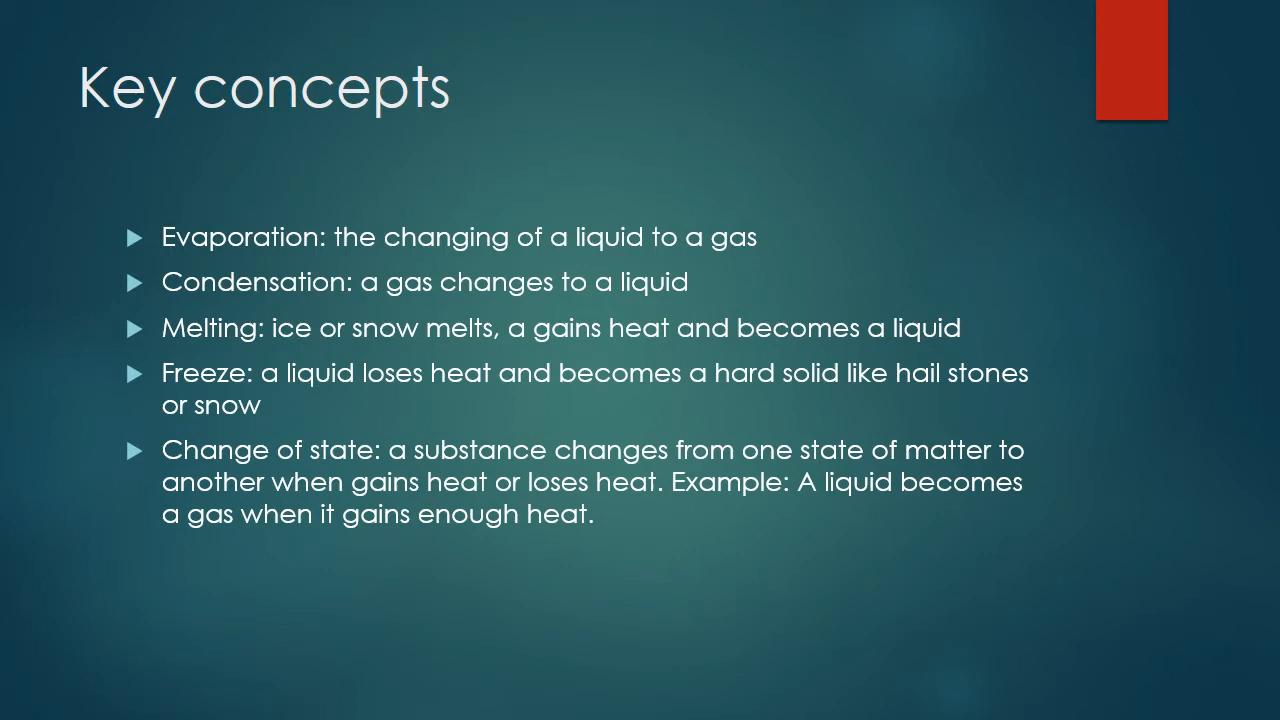 Key concepts
Evaporation: the changing of a liquid to a gas
Condensation: a gas changes to a liquid
Melting: ice or snow melts, a gains heat and becomes a liquid
Freeze: a liquid loses heat and becomes a hard solid like hail stones
or snow
Change of state: a substance changes from one state of matter to
another when gains heat or loses heat. Example: A liquid becomes
a gas when it gains enough heat.